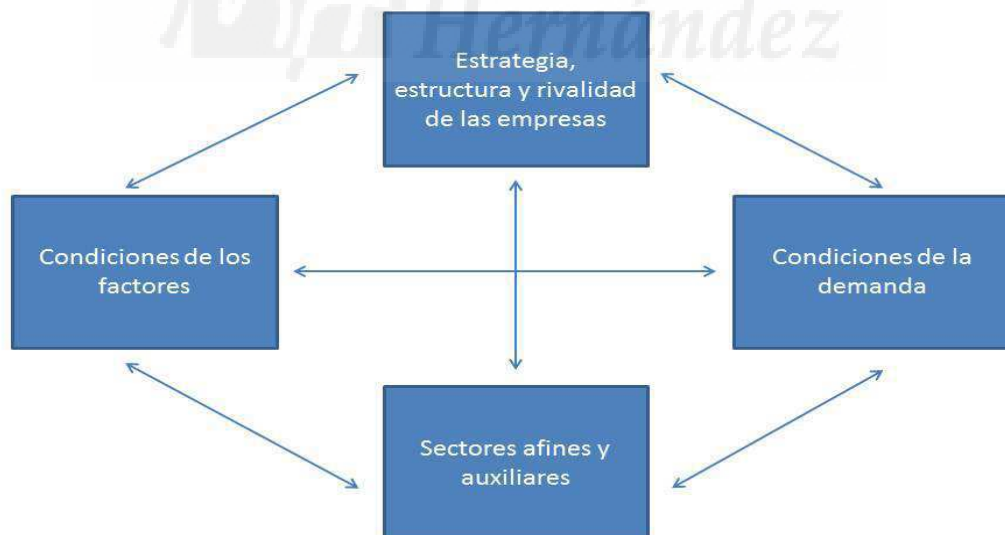 Hernández
Estrategia,
estructura y rivalidad
de las empresas
Condiciones de los
factores
Condiciones de la
demanda
Sectores afines y
auxiliares